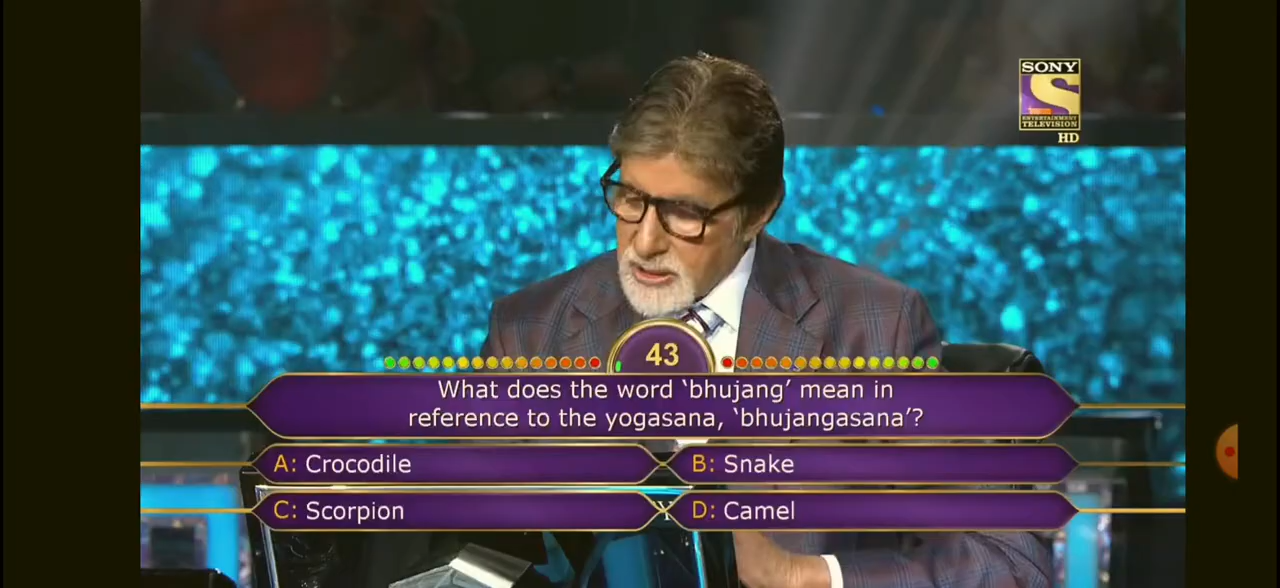 SONY
S
ENTERTAINMENT
TELEVISION
HD
43
What does the word ‘bhujang’ mean in
reference to the yogasana, ‘bhujangasana’?
A: Crocodile
B: Snake
C: Scorpion
D: Camel